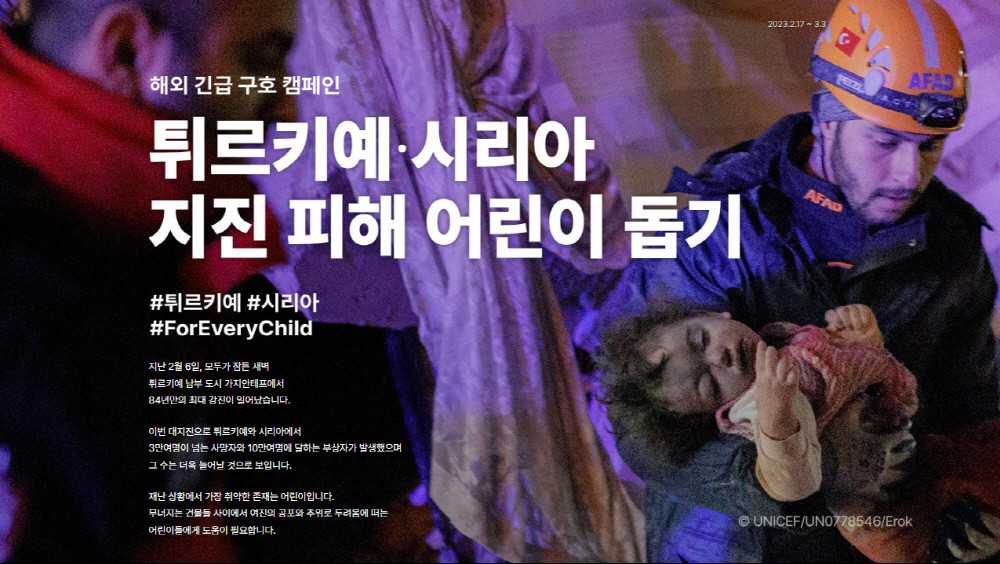 2023.2.17 ~ 3.3
해외 긴급 구호 캠페인
튀르키예·시리아
지진 피해 어린이 돕기
#튀르키예 #시리아
#ForEveryChild
지난 2월 6일, 모두가 잠든 새벽
튀르키예 남부 도시 가지안테프에서
84년만의 최대 강진이 일어났습니다.
이번 대지진으로 튀르키예와 시리아에서
3만여명이 넘는 사망자와 10만여명에 달하는 부상자가 발생했으며
그 수는 더욱 늘어날 것으로 보입니다.
재난 상황에서 가장 취약한 존재는 어린이입니다.
무너지는 건물들 사이에서 여진의 공포와 추위로 두려움에 떠는
어린이들에게 도움이 필요합니다.
PETZL
AFAD
AFAD
© UNICEF/UN0778546/Erok